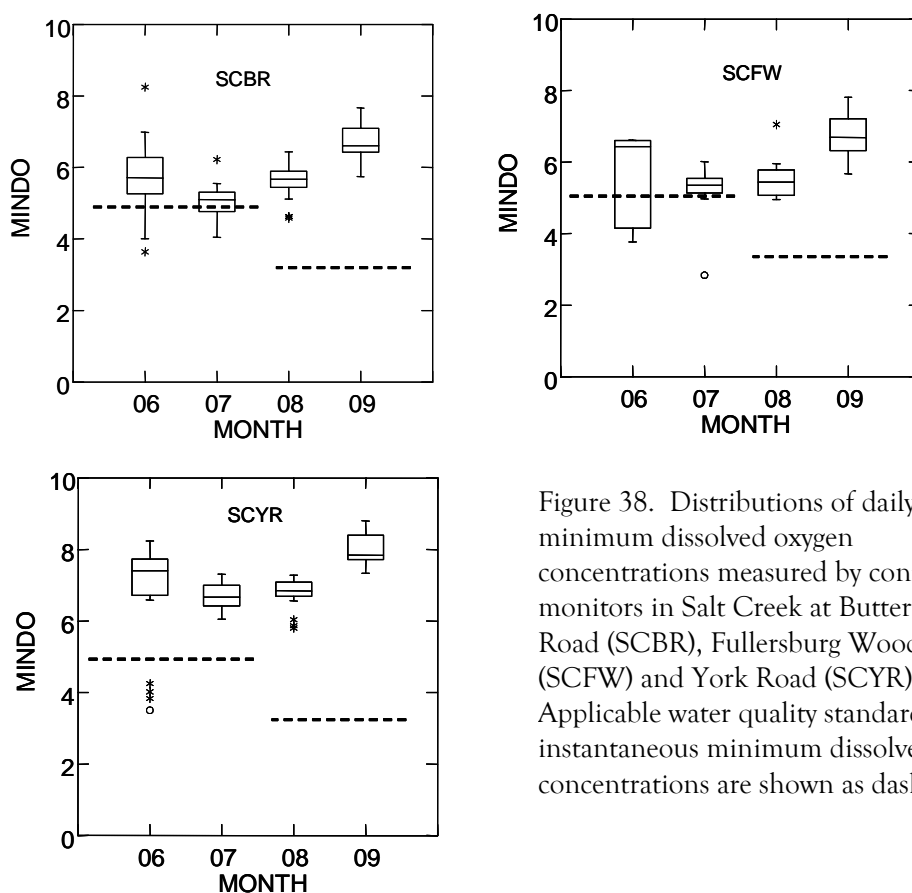 10
8
6
4
2
0
MINDO
SCBR
06 07 08 09
MONTH
10
8
6
4
2
0
MINDO
SCFW
06 07 08 09
MONTH
10
8
6
4
2
0
MINDO
SCYR
06 07 08 09
MONTH
Figure 38. Distributions of daily
minimum dissolved oxygen
concentrations measured by con
monitors in Salt Creek at Butter
Road (SCBR), Fullersburg Wood
(SCFW) and York Road (SCYR)
Applicable water quality standard
instantaneous minimum dissolve
concentrations are shown as dash